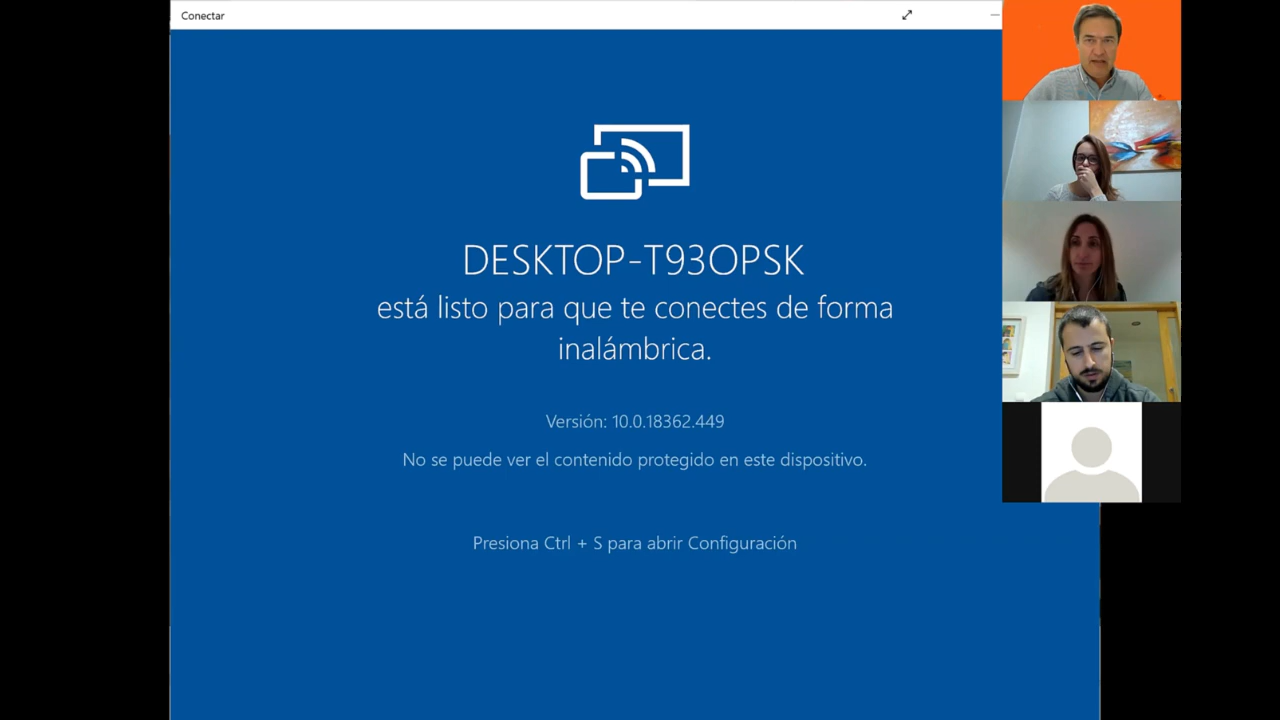 Conectar
DESKTOP-T93OPSK
está listo para que te conectes de forma
inalámbrica.
Versión: 10.0.18362.449
No se puede ver el contenido protegido en este dispositivo.
Presiona Ctrl + S para abrir Configuración